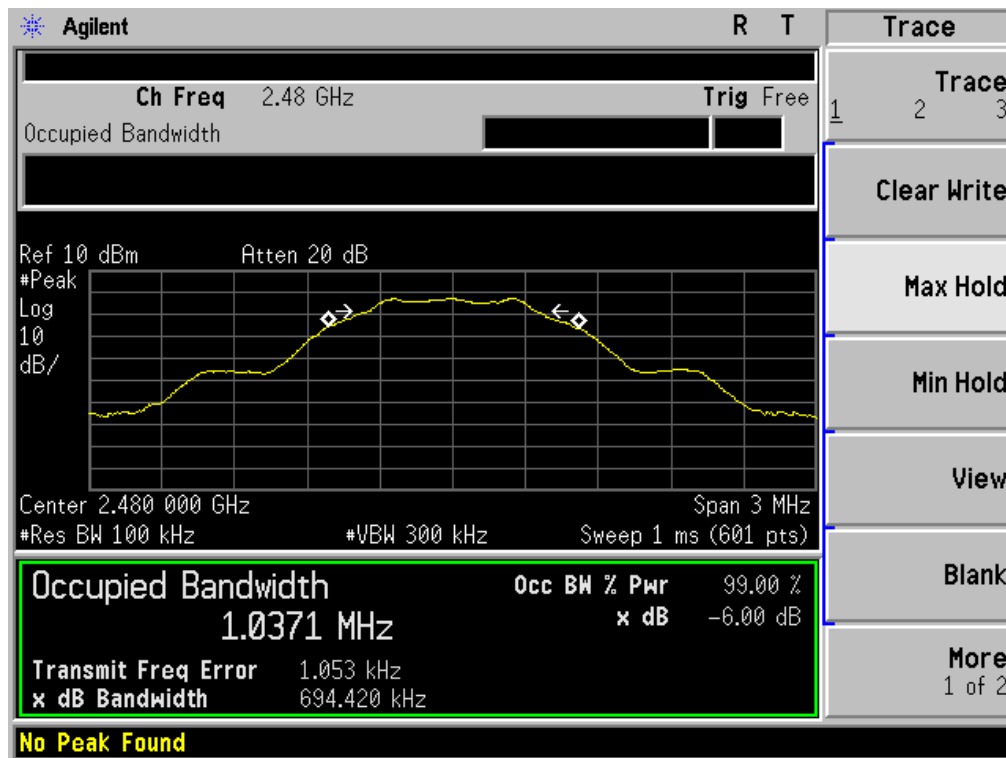 Agilent R T Trace
Ch Freq 2.48 GHz Trig Free
Occupied Bandwidth
Trace
1 2 3
Clear Write
Max Hold
Min Hold
View
Blank
More
1 of 2
Ref 10 dBm Atten 20 dB
#Peak
Log
10
dB/
Center 2.480 000 GHz Span 3 MHz
#Res BW 100 kHz #VBW 300 kHz Sweep 1 ms (601 pts)
Occupied Bandwidth Occ BW % Pwr 99.00 %
1.0371 MHz x dB -6.00 dB
Transmit Freq Error 1.053 kHz
x dB Bandwidth 694.420 kHz
No Peak Found